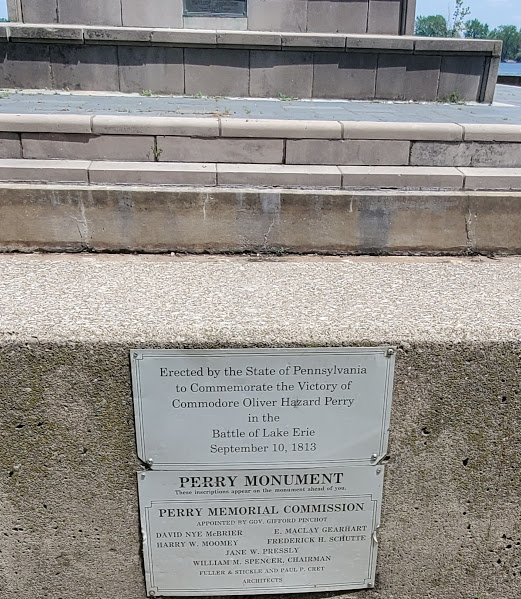 Erected by the State of Pennsylvania
to Commemorate the Victory of
Commodore Oliver Hazard Perry
in the
Battle of Lake Erie
September 10, 1813
PERRY MONUMENT
These inscriptions appear on the monument ahead of you.
PERRY MEMORIAL COMMISSION
APPOINTED BY GOV. GIFFORD PINCHOT
DAVID NYE McBRIER E. MACLAY GEARHART
HARRY W. MOOMEY FREDERICK H. SCHUTTE
JANE W. PRESSLY
WILLIAM M. SPENCER, CHAIRMAN
FULLER & STICKLE AND PAUL P. CRET
ARCHITECTS